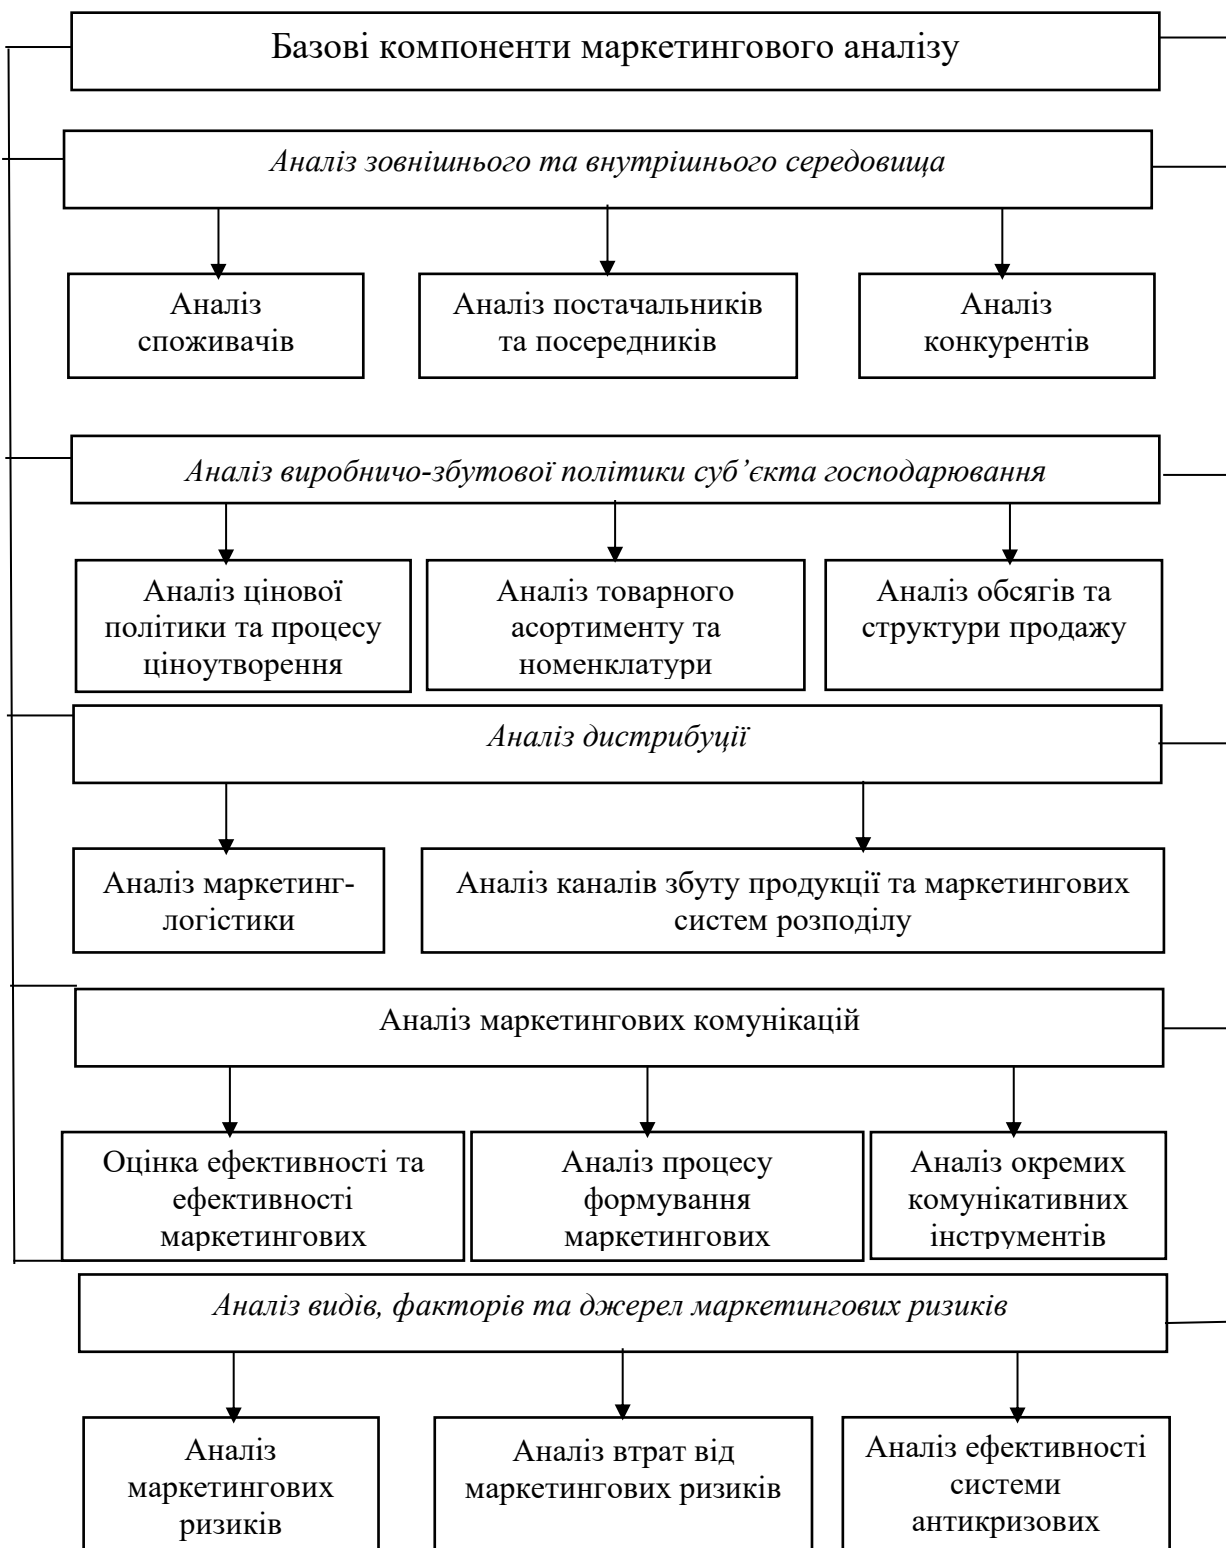 Базові компоненти маркетингового аналізу
Аналіз зовнішнього та внутрішнього середовища
Аналіз
споживачів
Аналіз постачальників
та посередників
Аналіз
конкурентів
Аналіз виробничо-збутової політики суб’єкта господарювання
Аналіз цінової
політики та процесу
ціноутворення
Аналіз товарного
асортименту та
номенклатури
Аналіз обсягів та
структури продажу
Аналіз дистрибуції
Аналіз маркетинг-
логістики
Аналіз каналів збуту продукції та маркетингових
систем розподілу
Аналіз маркетингових комунікацій
Оцінка ефективності та
ефективності
маркетингових
Аналіз процесу
формування
маркетингових
Аналіз окремих
комунікативних
інструментів
Аналіз видів, факторів та джерел маркетингових ризиків
Аналіз
маркетингових
ризиків
Аналіз втрат від
маркетингових ризиків
Аналіз ефективності
системи
антикризових